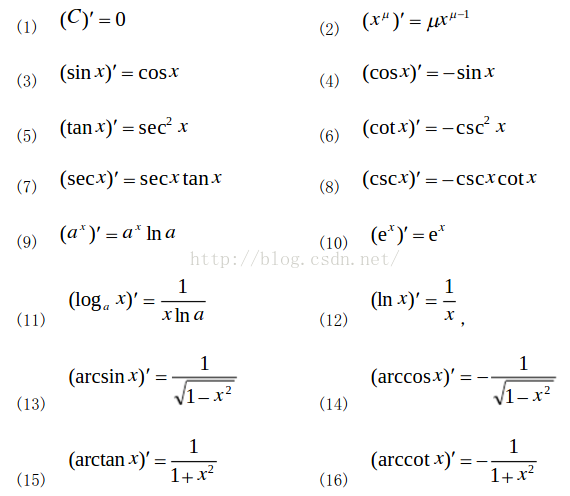 (1) (C)′ = 0 (2) (x^μ)′ = μx^(μ−1)
(3) (sin x)′ = cos x (4) (cos x)′ = −sin x
(5) (tan x)′ = sec² x (6) (cot x)′ = −csc² x
(7) (sec x)′ = sec x tan x (8) (csc x)′ = −csc x cot x
(9) (a^x)′ = a^x ln a (10) (e^x)′ = e^x
http://blog.csdn.net/
(11) (log_a x)′ = 1/(x ln a) (12) (ln x)′ = 1/x ,
(13) (arcsin x)′ = 1/√(1−x²) (14) (arccos x)′ = −1/√(1−x²)
(15) (arctan x)′ = 1/(1+x²) (16) (arccot x)′ = −1/(1+x²)